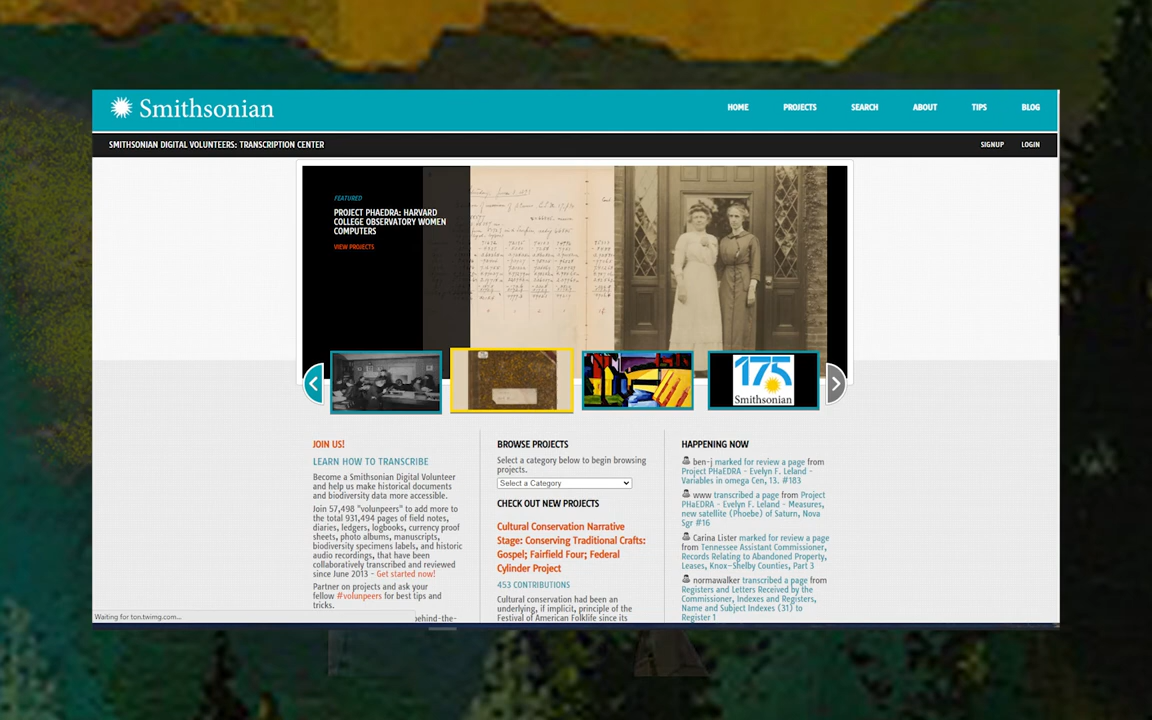 Smithsonian
HOME PROJECTS SEARCH ABOUT TIPS BLOG
SMITHSONIAN DIGITAL VOLUNTEERS: TRANSCRIPTION CENTER
SIGNUP LOGIN
FEATURED
PROJECT PHAEDRA: HARVARD
COLLEGE OBSERVATORY WOMEN
COMPUTERS
VIEW PROJECTS
175
Smithsonian
JOIN US!
LEARN HOW TO TRANSCRIBE
Become a Smithsonian Digital Volunteer
and help us make historical documents
and biodiversity data more accessible.
Join 57,498 "volunpeers" to add more to
the total 931,494 pages of field notes,
diaries, ledgers, logbooks, currency proof
sheets, photo albums, manuscripts,
biodiversity specimens labels, and historic
audio recordings, that have been
collaboratively transcribed and reviewed
since June 2013 - Get started now!
Partner on projects and ask your
fellow #volunpeers for best tips and
tricks.
behind-the-
Waiting for ton.twimg.com...
BROWSE PROJECTS
Select a category below to begin browsing
projects.
Select a Category
CHECK OUT NEW PROJECTS
Cultural Conservation Narrative
Stage: Conserving Traditional Crafts:
Gospel; Fairfield Four; Federal
Cylinder Project
453 CONTRIBUTIONS
Cultural conservation had been an
underlying, if implicit, principle of the
Festival of American Folklife since its
HAPPENING NOW
ben-j marked for review a page from
Project PHaEDRA - Evelyn F. Leland -
Variables in omega Cen, 13. #183
www transcribed a page from Project
PHaEDRA - Evelyn F. Leland - Measures,
new satellite (Phoebe) of Saturn, Nova
Sgr #16
Carina Lister marked for review a page
from Tennessee Assistant Commissioner,
Records Relating to Abandoned Property,
Leases, Knox–Shelby Counties, Part 3
normawalker transcribed a page from
Registers and Letters Received by the
Commissioner, Indexes and Registers,
Name and Subject Indexes (31) to
Register 1